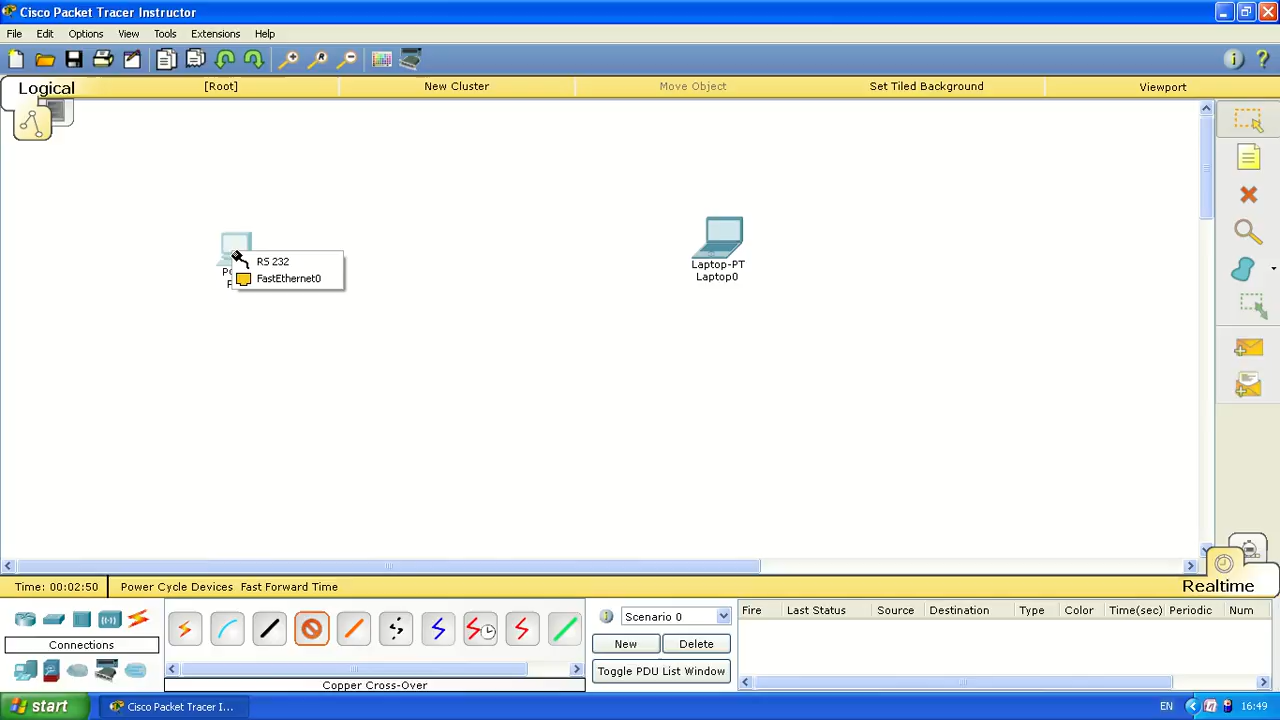 Cisco Packet Tracer Instructor
File Edit Options View Tools Extensions Help
Logical [Root] New Cluster Move Object Set Tiled Background Viewport
RS 232
FastEthernet0
Laptop-PT
Laptop0
Time: 00:02:50 Power Cycle Devices Fast Forward Time Realtime
Connections
Copper Cross-Over
Scenario 0
New Delete
Toggle PDU List Window
Fire Last Status Source Destination Type Color Time(sec) Periodic Num
start Cisco Packet Tracer I... EN 16:49